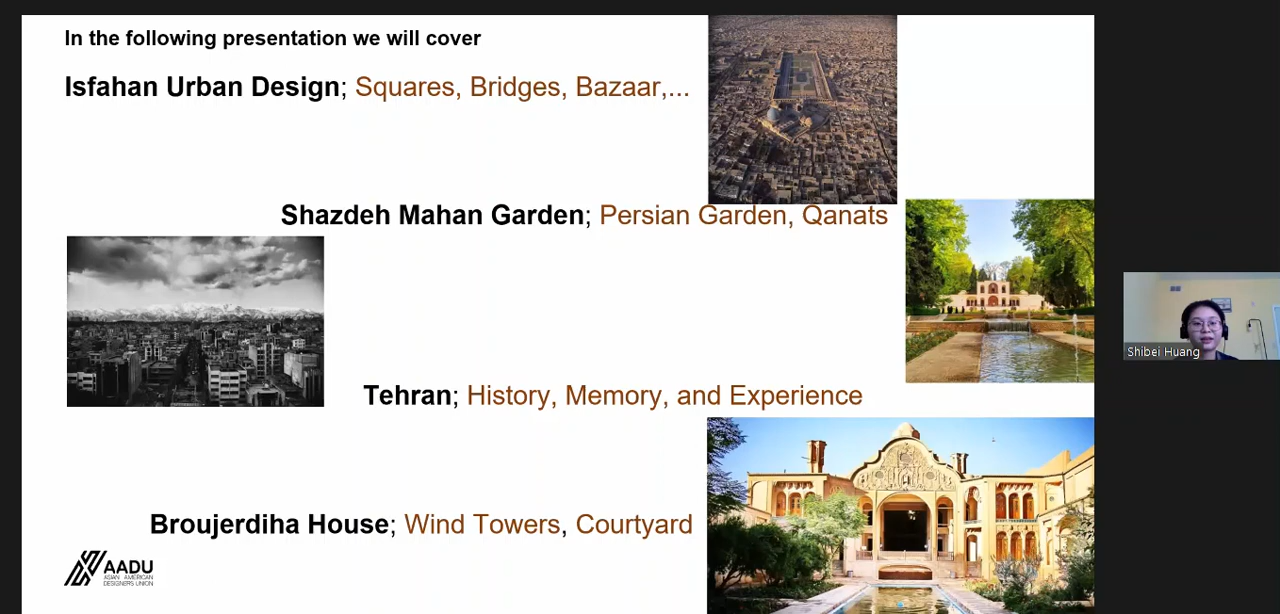 In the following presentation we will cover
Isfahan Urban Design; Squares, Bridges, Bazaar,...
Shazdeh Mahan Garden; Persian Garden, Qanats
Tehran; History, Memory, and Experience
Broujerdiha House; Wind Towers, Courtyard
AADU
ASIAN AMERICAN
DESIGNERS UNION
Shibei Huang